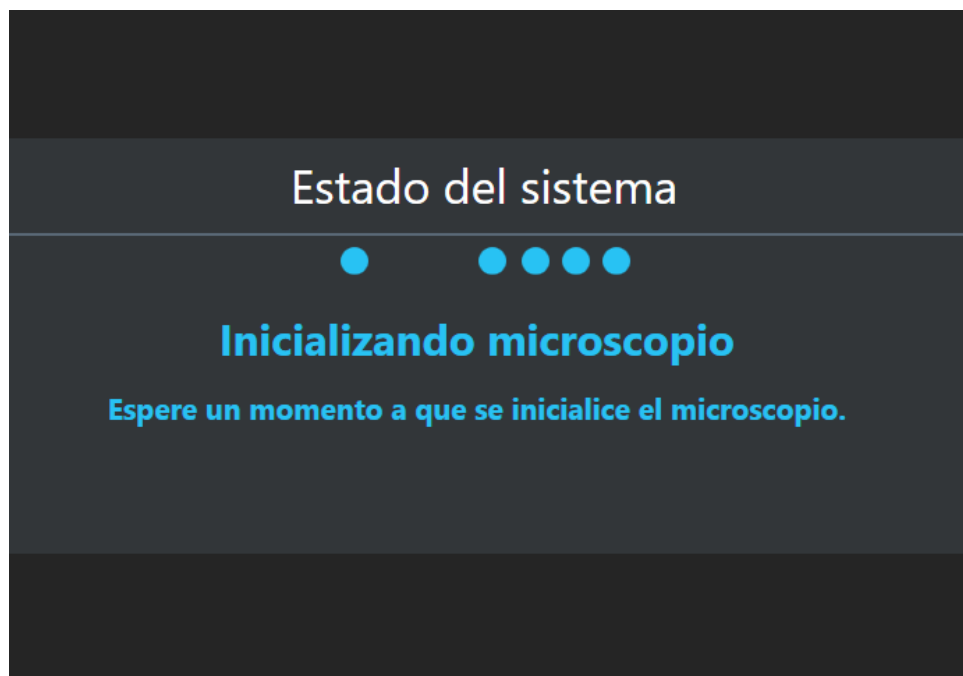 Estado del sistema
Inicializando microscopio
Espere un momento a que se inicialice el microscopio.